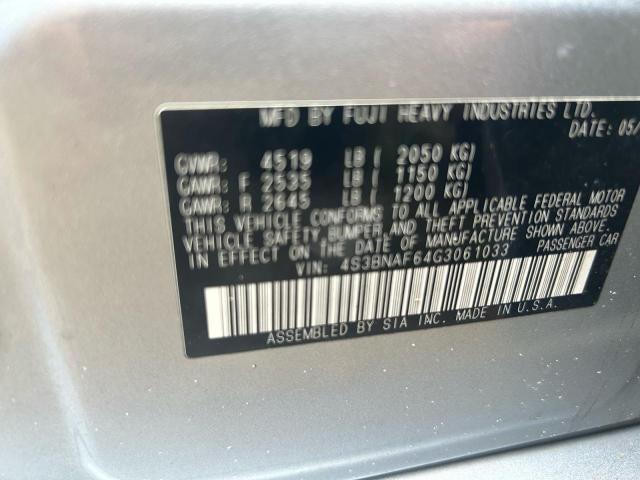 MFD BY FUJI HEAVY INDUSTRIES LTD.
DATE: 05/
GVWR: 4519 LB ( 2050 KG)
GAWR: F 2535 LB ( 1150 KG)
GAWR: R 2645 LB ( 1200 KG)
THIS VEHICLE CONFORMS TO ALL APPLICABLE FEDERAL MOTOR
VEHICLE SAFETY, BUMPER, AND THEFT PREVENTION STANDARDS
IN EFFECT ON THE DATE OF MANUFACTURE SHOWN ABOVE.
VIN: 4S3BNAF64G3061033 PASSENGER CAR
ASSEMBLED BY SIA INC. MADE IN U.S.A.